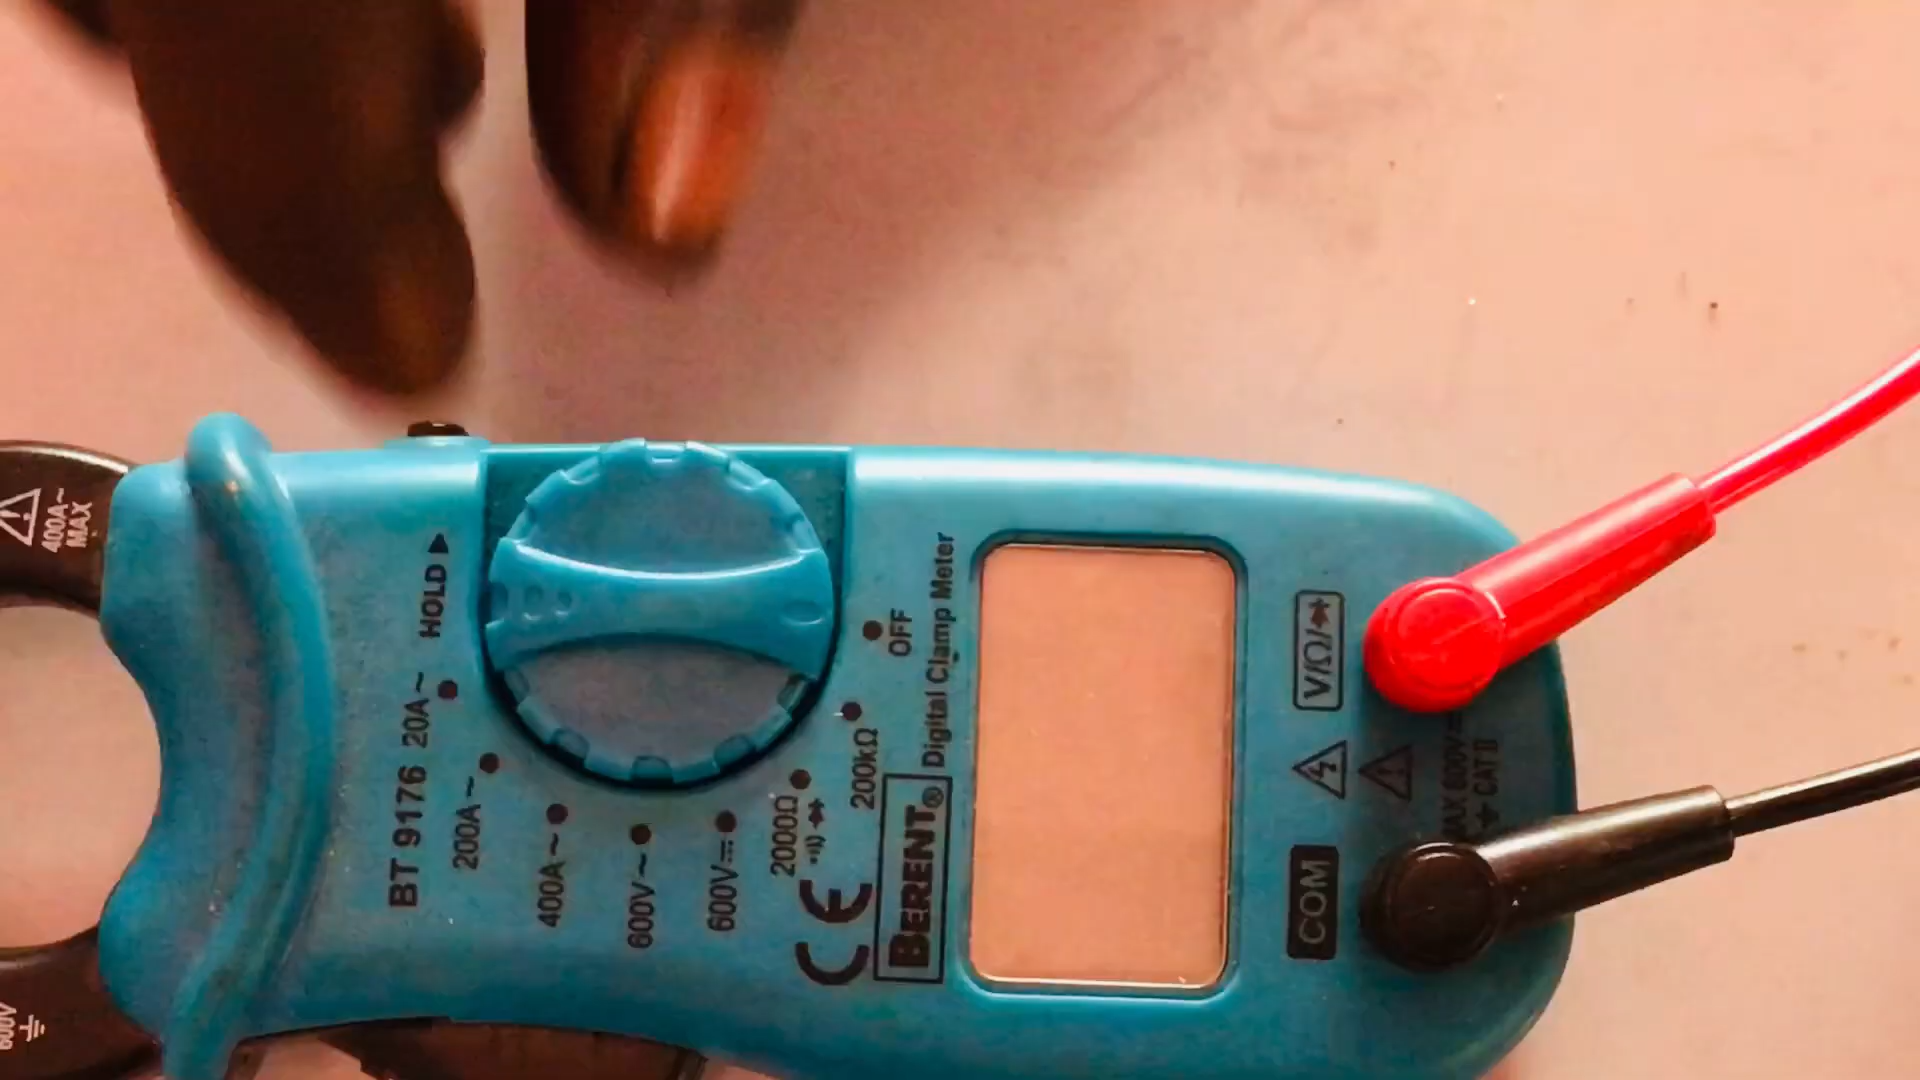 400A~
MAX
HOLD ▶
BT 9176
20A~
200A~
400A~
600V~
600V⎓
2000Ω
200kΩ
OFF
CE
BERENT®
Digital Clamp Meter
V/Ω/
COM
MAX 600V
CAT II
600V